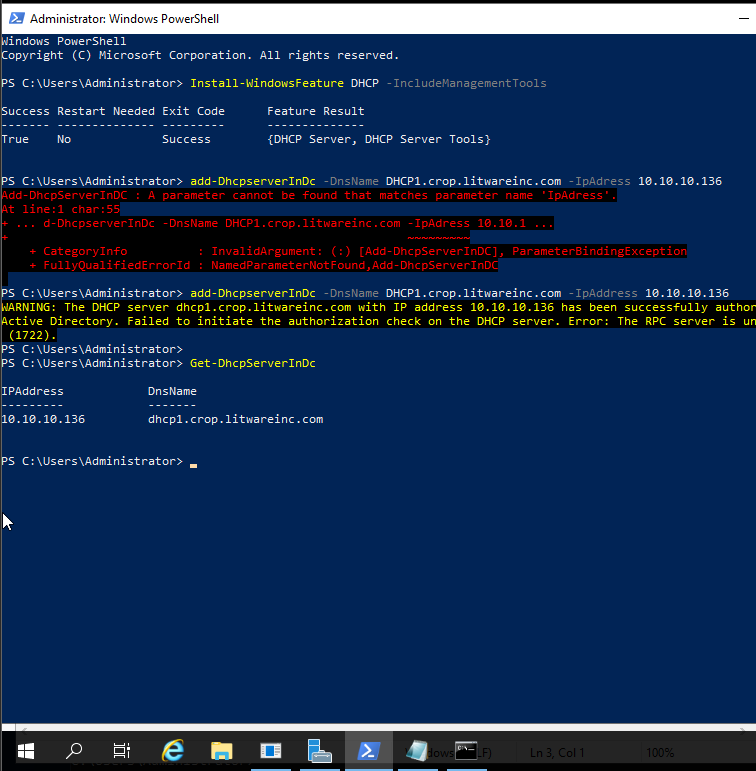 Administrator: Windows PowerShell
Windows PowerShell
Copyright (C) Microsoft Corporation. All rights reserved.
PS C:\Users\Administrator> Install-WindowsFeature DHCP -IncludeManagementTools
Success Restart Needed Exit Code      Feature Result
------- -------------- ---------      --------------
True    No             Success        {DHCP Server, DHCP Server Tools}
PS C:\Users\Administrator> add-DhcpserverInDc -DnsName DHCP1.crop.litwareinc.com -IpAdress 10.10.10.136
Add-DhcpServerInDC : A parameter cannot be found that matches parameter name 'IpAdress'.
At line:1 char:55
+ ... d-DhcpserverInDc -DnsName DHCP1.crop.litwareinc.com -IpAdress 10.10.1 ...
+                                                         ~~~~~~~~~
    + CategoryInfo          : InvalidArgument: (:) [Add-DhcpServerInDC], ParameterBindingException
    + FullyQualifiedErrorId : NamedParameterNotFound,Add-DhcpServerInDC
PS C:\Users\Administrator> add-DhcpserverInDc -DnsName DHCP1.crop.litwareinc.com -IpAddress 10.10.10.136
WARNING: The DHCP server dhcp1.crop.litwareinc.com with IP address 10.10.10.136 has been successfully author
Active Directory. Failed to initiate the authorization check on the DHCP server. Error: The RPC server is un
(1722).
PS C:\Users\Administrator>
PS C:\Users\Administrator> Get-DhcpServerInDc
IPAddress            DnsName
---------            -------
10.10.10.136         dhcp1.crop.litwareinc.com
PS C:\Users\Administrator>
Ln 3, Col 1
100%